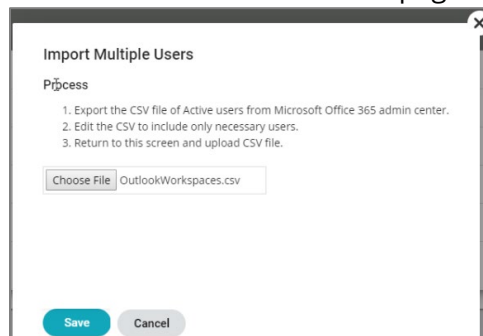 Import Multiple Users
Process
1. Export the CSV file of Active users from Microsoft Office 365 admin center.
2. Edit the CSV to include only necessary users.
3. Return to this screen and upload CSV file.
Choose File OutlookWorkspaces.csv
Save Cancel